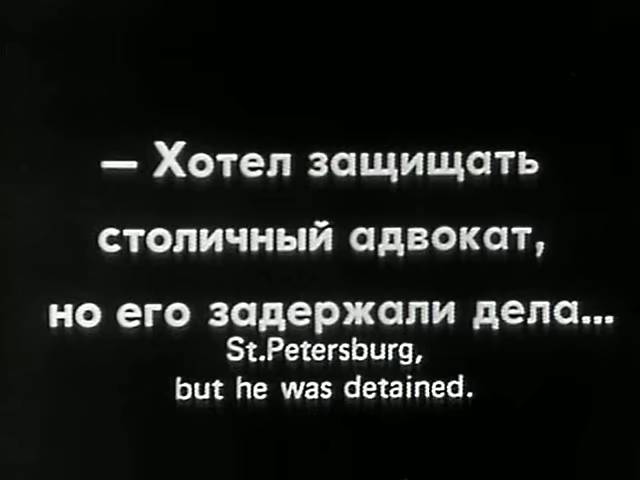 — Хотел защищать
столичный адвокат,
но его задержали дела...
St.Petersburg,
but he was detained.